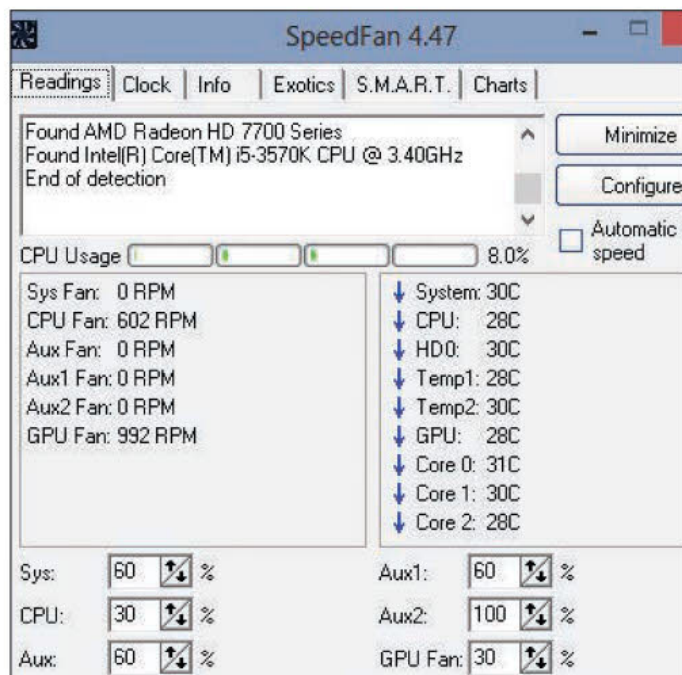 SpeedFan 4.47
Readings Clock Info Exotics S.M.A.R.T. Charts
Found AMD Radeon HD 7700 Series
Found Intel(R) Core(TM) i5-3570K CPU @ 3.40GHz
End of detection
Minimize
Configure
Automatic
speed
CPU Usage 8.0%
Sys Fan: 0 RPM
CPU Fan: 602 RPM
Aux Fan: 0 RPM
Aux1 Fan: 0 RPM
Aux2 Fan: 0 RPM
GPU Fan: 992 RPM
System: 30C
CPU: 28C
HD0: 30C
Temp1: 28C
Temp2: 30C
GPU: 28C
Core 0: 31C
Core 1: 30C
Core 2: 28C
Sys: 60 %
CPU: 30 %
Aux: 60 %
Aux1: 60 %
Aux2: 100 %
GPU Fan: 30 %